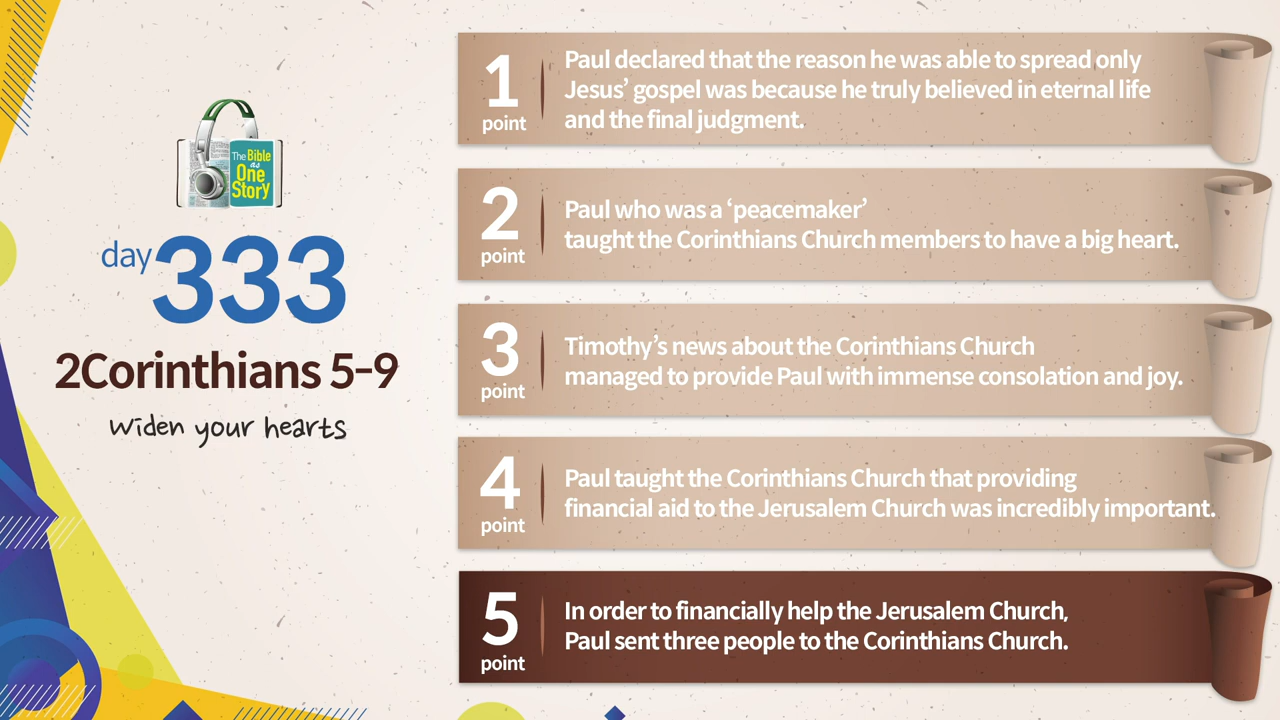 The Bible
as
One
Story
day 333
2Corinthians 5-9
Widen your hearts
1
point
Paul declared that the reason he was able to spread only
Jesus’ gospel was because he truly believed in eternal life
and the final judgment.
2
point
Paul who was a ‘peacemaker’
taught the Corinthians Church members to have a big heart.
3
point
Timothy’s news about the Corinthians Church
managed to provide Paul with immense consolation and joy.
4
point
Paul taught the Corinthians Church that providing
financial aid to the Jerusalem Church was incredibly important.
5
point
In order to financially help the Jerusalem Church,
Paul sent three people to the Corinthians Church.